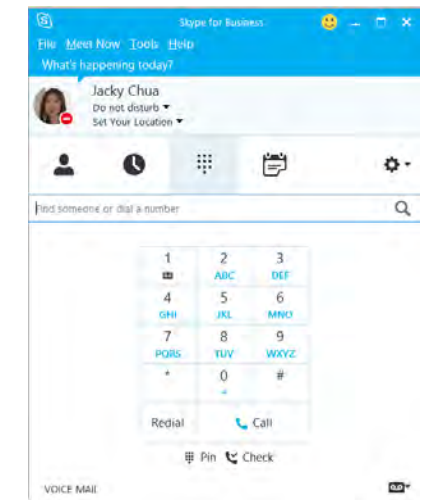 Skype for Business
File Meet Now Tools Help
What's happening today?
Jacky Chua
Do not disturb
Set Your Location
Find someone or dial a number
1 2 3
ABC DEF
4 5 6
GHI JKL MNO
7 8 9
PQRS TUV WXYZ
* 0 #
+
Redial Call
Pin Check
VOICE MAIL